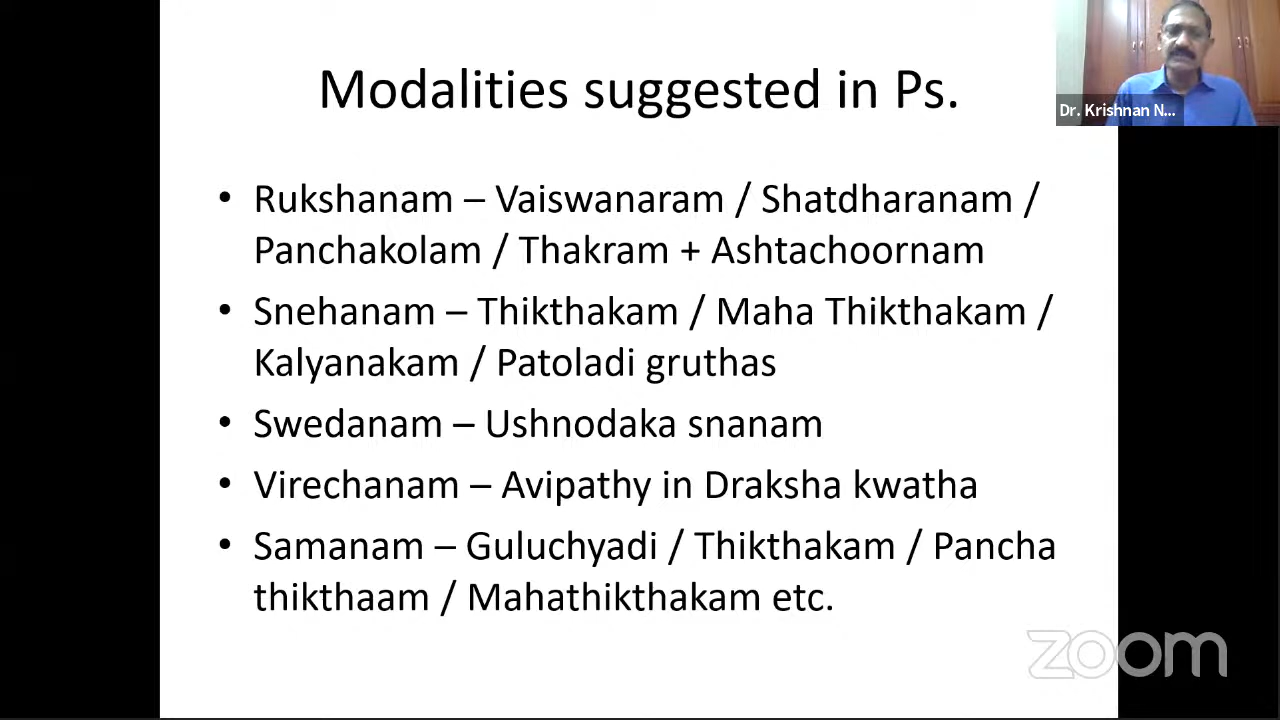 Modalities suggested in Ps.
Dr. Krishnan N...
• Rukshanam – Vaiswanaram / Shatdharanam /
Panchakolam / Thakram + Ashtachoornam
• Snehanam – Thikthakam / Maha Thikthakam /
Kalyanakam / Patoladi gruthas
• Swedanam – Ushnodaka snanam
• Virechanam – Avipathy in Draksha kwatha
• Samanam – Guluchyadi / Thikthakam / Pancha
thikthaam / Mahathikthakam etc.
zoom